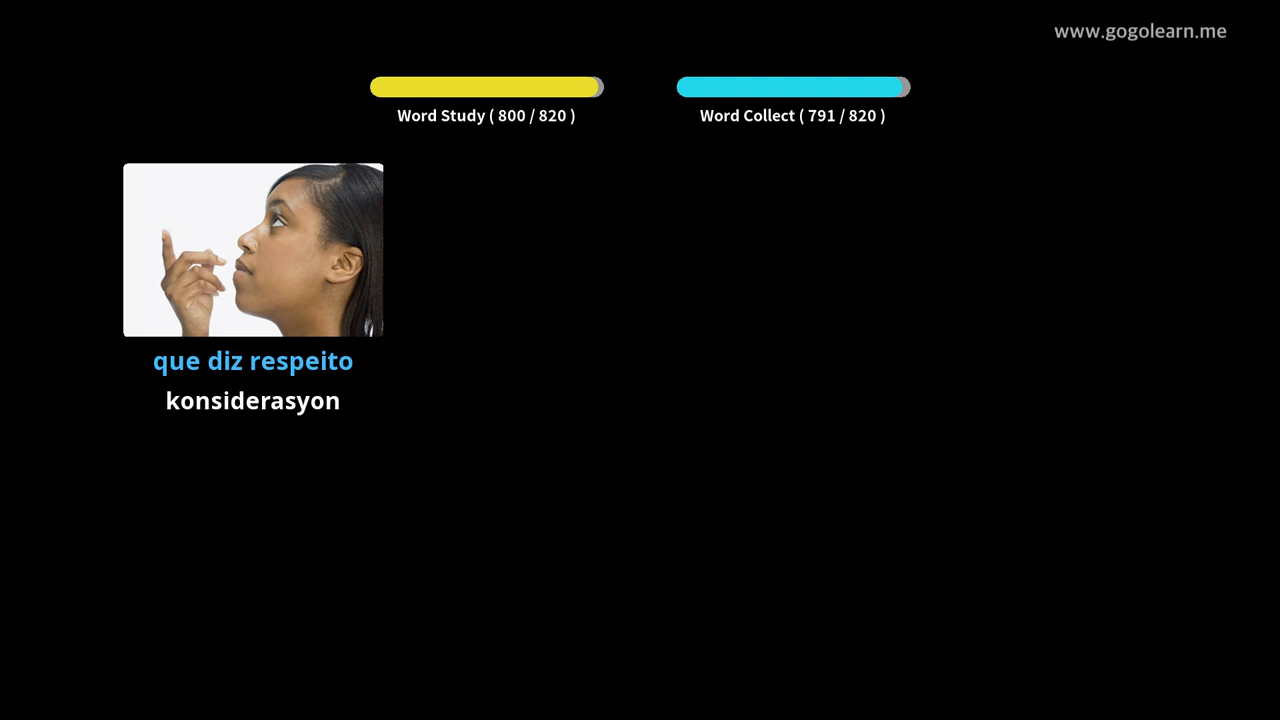 www.gogolearn.me
Word Study ( 800 / 820 )
Word Collect ( 791 / 820 )
que diz respeito
konsiderasyon